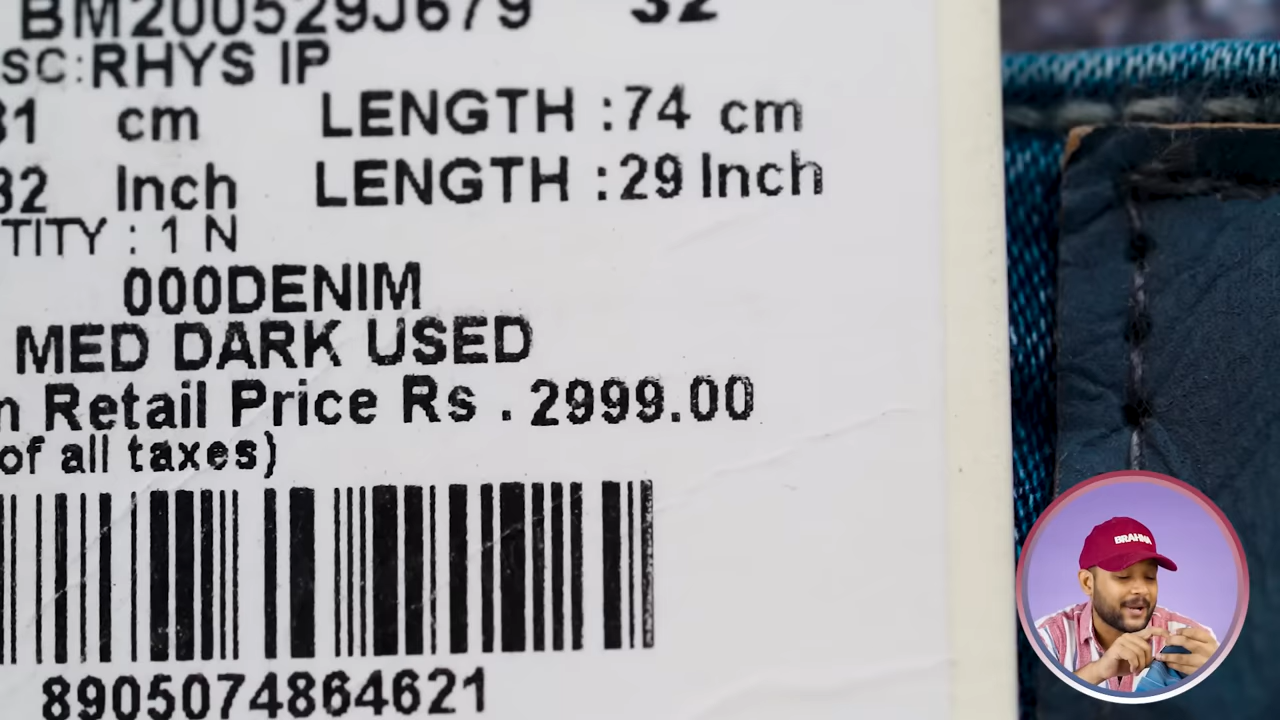 BM200529J679 32
SC:RHYS IP
81 cm LENGTH :74 cm
32 Inch LENGTH :29 Inch
TITY : 1 N
000DENIM
MED DARK USED
n Retail Price Rs . 2999.00
of all taxes)
8905074864621
BRAHMA